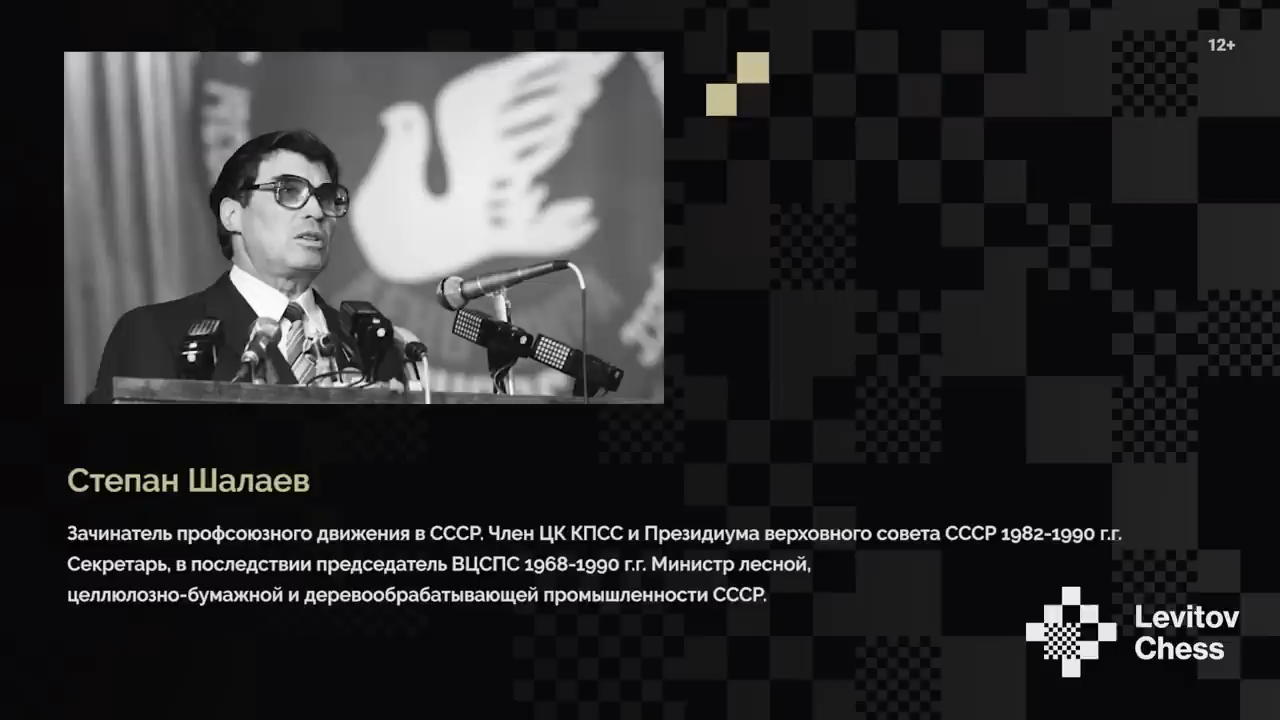 12+
Степан Шалаев
Зачинатель профсоюзного движения в СССР. Член ЦК КПСС и Президиума верховного совета СССР 1982-1990 г.г.
Секретарь, в последствии председатель ВЦСПС 1968-1990 г.г. Министр лесной,
целлюлозно-бумажной и деревообрабатывающей промышленности СССР.
Levitov
Chess